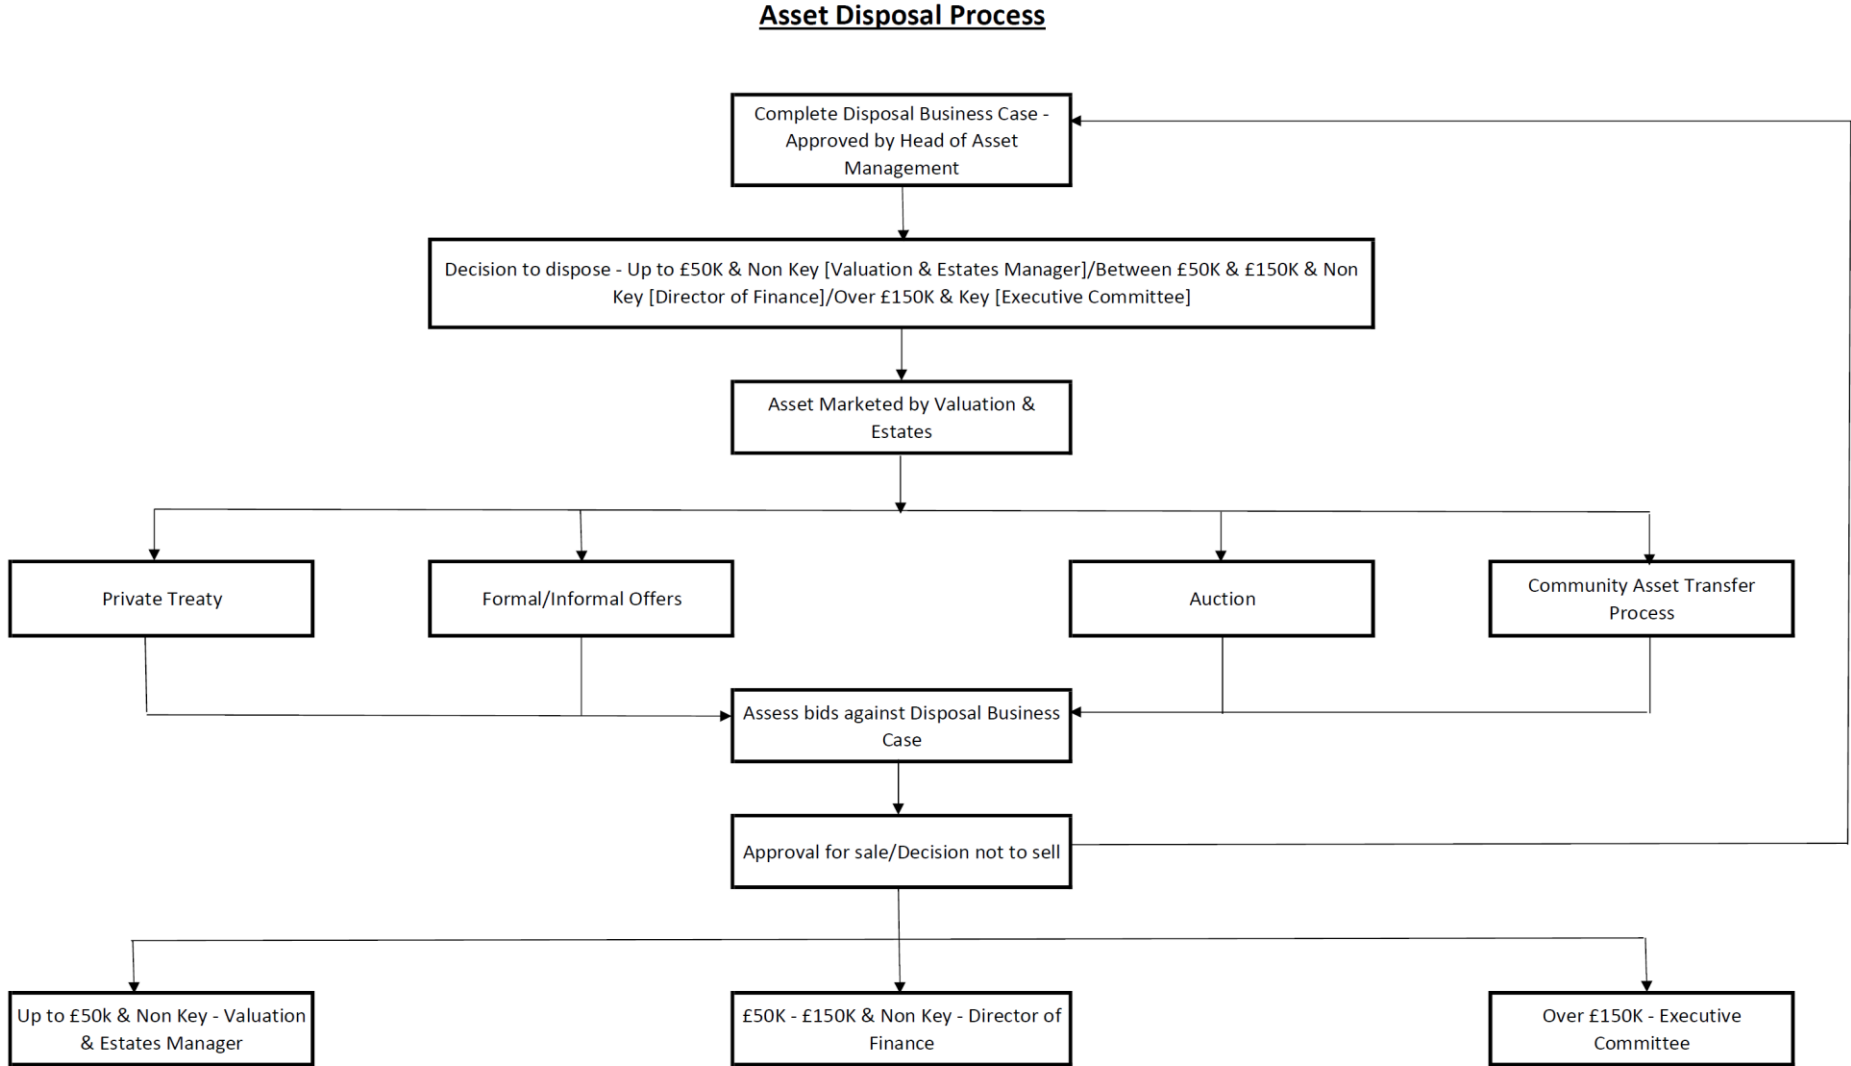 Asset Disposal Process
Complete Disposal Business Case -
Approved by Head of Asset
Management
Decision to dispose - Up to £50K & Non Key [Valuation & Estates Manager]/Between £50K & £150K & Non
Key [Director of Finance]/Over £150K & Key [Executive Committee]
Asset Marketed by Valuation &
Estates
Private Treaty
Formal/Informal Offers
Auction
Community Asset Transfer
Process
Assess bids against Disposal Business
Case
Approval for sale/Decision not to sell
Up to £50k & Non Key - Valuation
& Estates Manager
£50K - £150K & Non Key - Director of
Finance
Over £150K - Executive
Committee